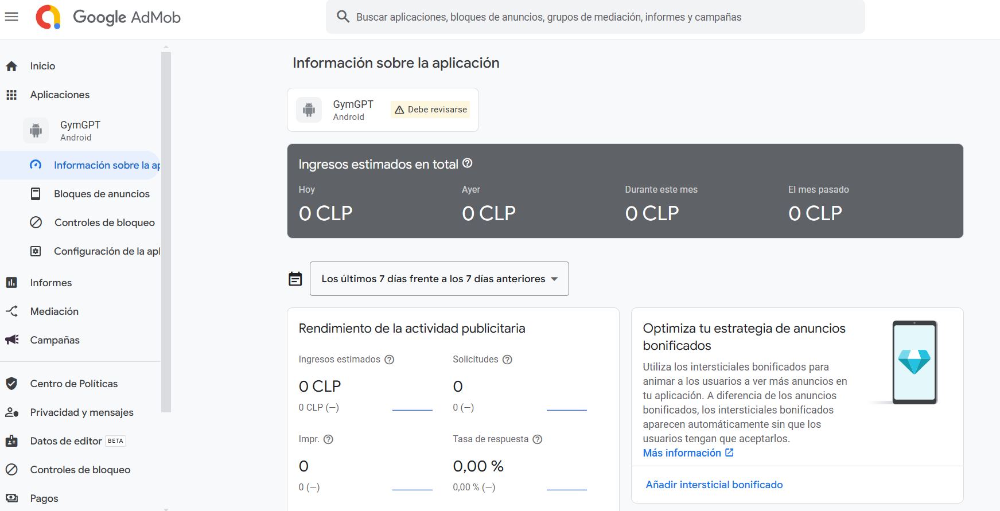 Google AdMob
Buscar aplicaciones, bloques de anuncios, grupos de mediación, informes y campañas
Inicio
Aplicaciones
GymGPT
Android
Información sobre la ap
Bloques de anuncios
Controles de bloqueo
Configuración de la apl
Informes
Mediación
Campañas
Centro de Políticas
Privacidad y mensajes
Datos de editor BETA
Controles de bloqueo
Pagos
Información sobre la aplicación
GymGPT
Android
Debe revisarse
Ingresos estimados en total
Hoy
0 CLP
Ayer
0 CLP
Durante este mes
0 CLP
El mes pasado
0 CLP
Los últimos 7 días frente a los 7 días anteriores
Rendimiento de la actividad publicitaria
Ingresos estimados
0 CLP
0 CLP (—)
Solicitudes
0
0 (—)
Impr.
0
0 (—)
Tasa de respuesta
0,00 %
0,00 % (—)
Optimiza tu estrategia de anuncios
bonificados
Utiliza los intersticiales bonificados para
animar a los usuarios a ver más anuncios en
tu aplicación. A diferencia de los anuncios
bonificados, los intersticiales bonificados
aparecen automáticamente sin que los
usuarios tengan que aceptarlos.
Más información
Añadir intersticial bonificado